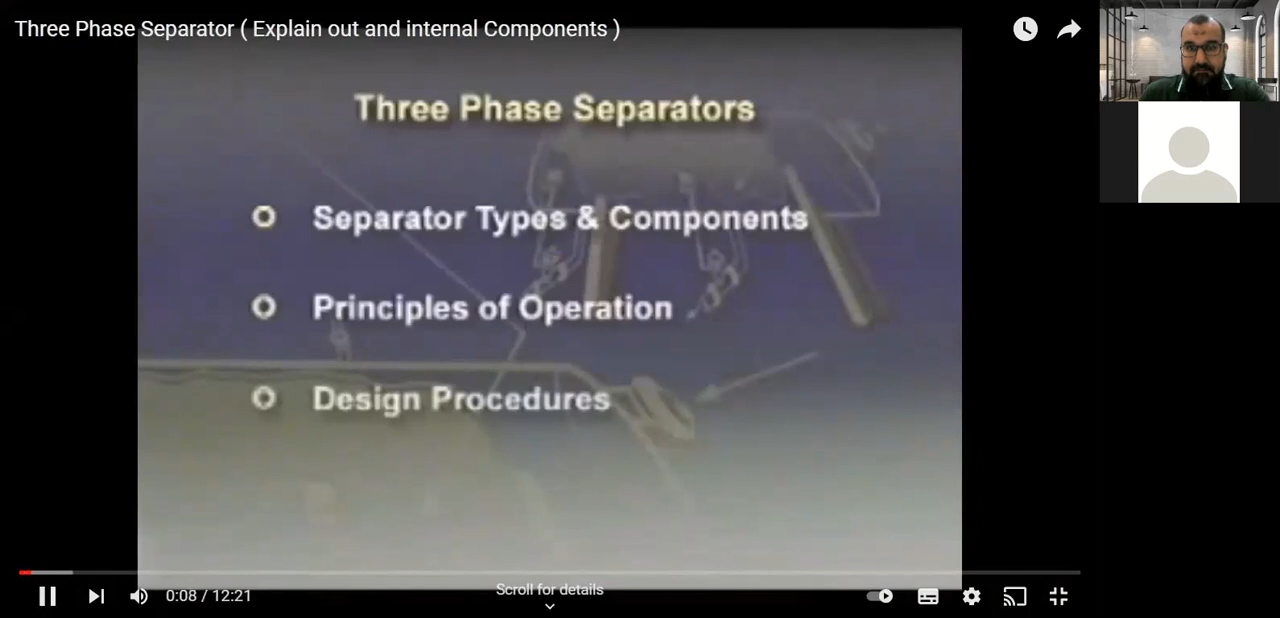 Three Phase Separator ( Explain out and internal Components )
Three Phase Separators
Separator Types & Components
Principles of Operation
Design Procedures
0:08 / 12:21
Scroll for details